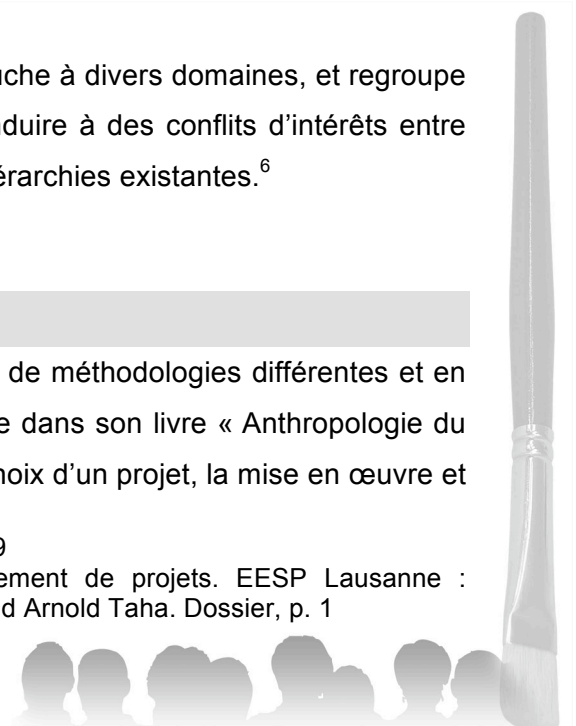 uche à divers domaines, et regroupe
nduire à des conflits d’intérêts entre
érarchies existantes.6
de méthodologies différentes et en
e dans son livre « Anthropologie du
hoix d’un projet, la mise en œuvre et
9
ement de projets. EESP Lausanne :
d Arnold Taha. Dossier, p. 1